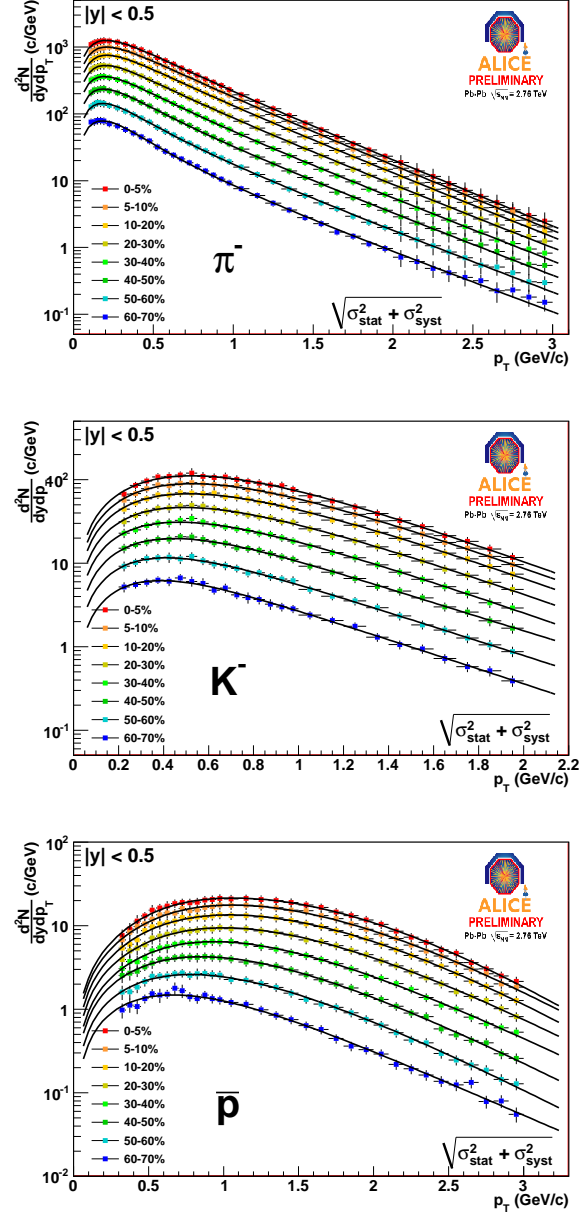 |y| < 0.5
d²N/dydp_T (c/GeV)
10³
10²
10
1
10⁻¹
ALICE
PRELIMINARY
Pb-Pb √s_NN = 2.76 TeV
0-5%
5-10%
10-20%
20-30%
30-40%
40-50%
50-60%
60-70%
π⁻
√(σ²_stat + σ²_syst)
0 0.5 1 1.5 2 2.5 3
p_T (GeV/c)
|y| < 0.5
d²N/dydp_T (c/GeV)
10²
10
1
10⁻¹
ALICE
PRELIMINARY
Pb-Pb √s_NN = 2.76 TeV
0-5%
5-10%
10-20%
20-30%
30-40%
40-50%
50-60%
60-70%
K⁻
√(σ²_stat + σ²_syst)
0 0.2 0.4 0.6 0.8 1 1.2 1.4 1.6 1.8 2 2.2
p_T (GeV/c)
|y| < 0.5
d²N/dydp_T (c/GeV)
10²
10
1
10⁻¹
10⁻²
ALICE
PRELIMINARY
Pb-Pb √s_NN = 2.76 TeV
0-5%
5-10%
10-20%
20-30%
30-40%
40-50%
50-60%
60-70%
p̄
√(σ²_stat + σ²_syst)
0 0.5 1 1.5 2 2.5 3
p_T (GeV/c)